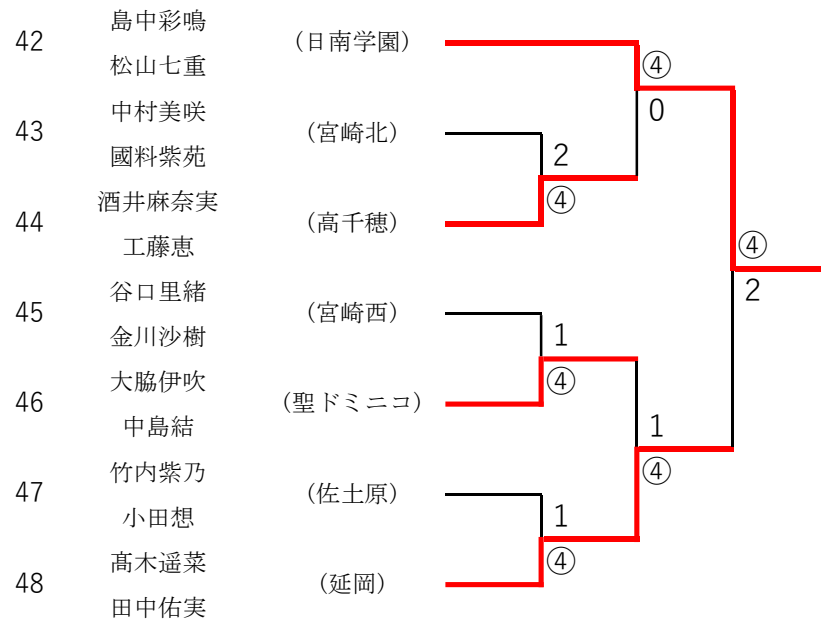 島中彩鳴
42 (日南学園)
松山七重
④
中村美咲
0
43 (宮崎北)
2
國料紫苑
酒井麻奈実
④
44 (高千穂)
工藤恵
④
谷口里緒
2
45 (宮崎西)
1
金川沙樹
大脇伊吹
④
46 (聖ドミニコ)
中島結
1
竹内紫乃
④
47 (佐土原)
1
小田想
髙木遥菜
④
48 (延岡)
田中佑実